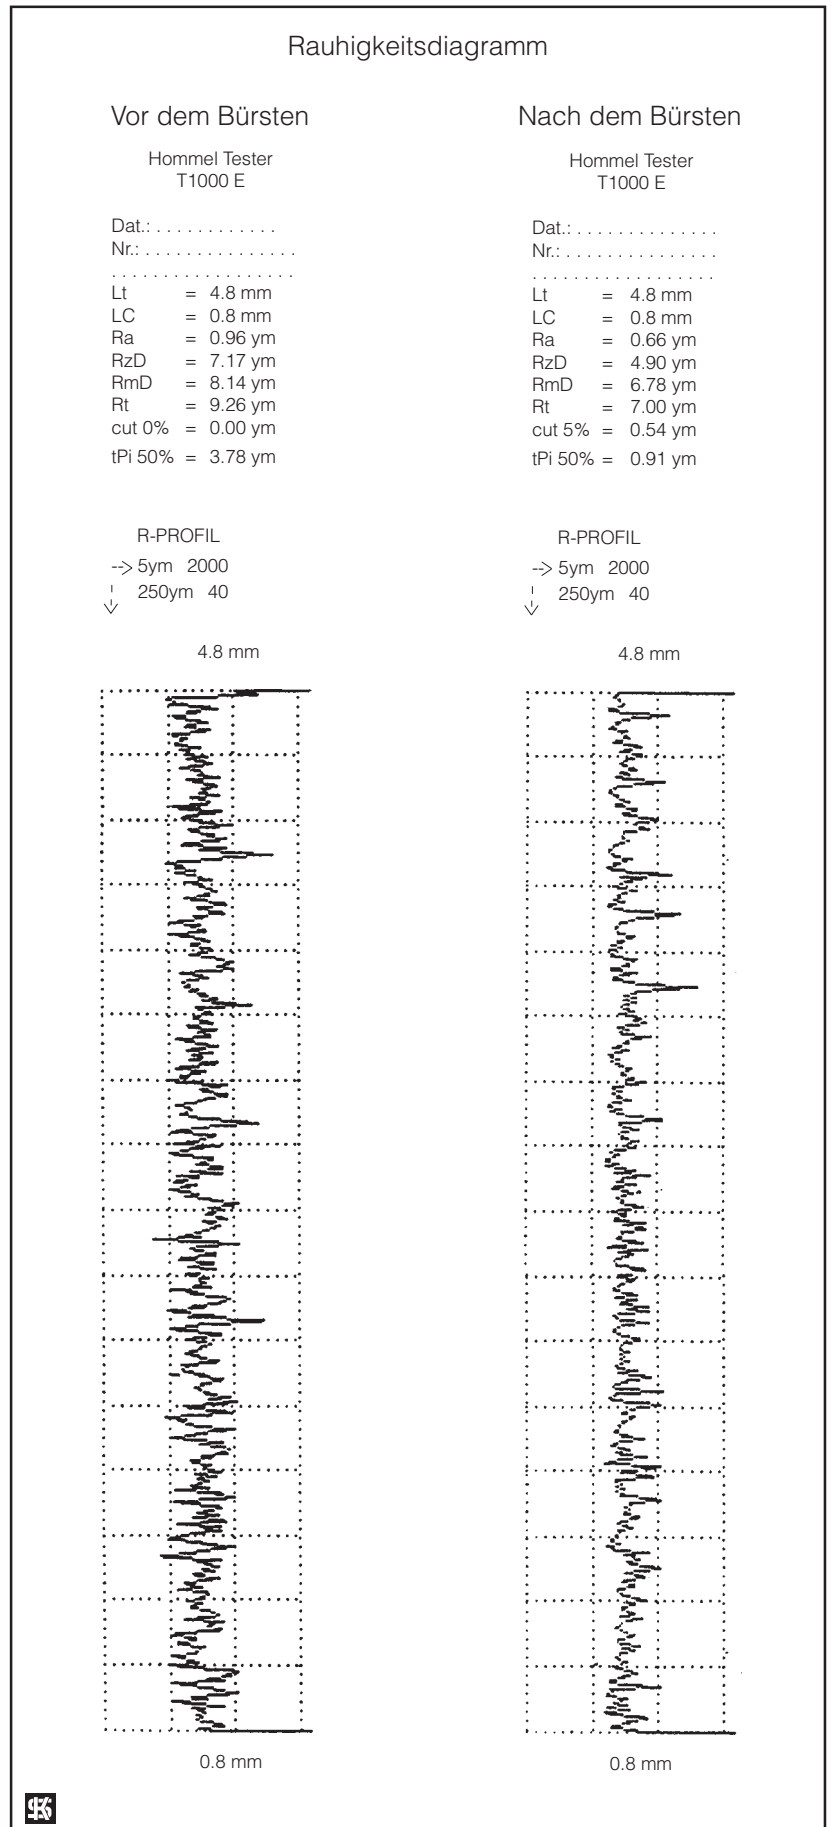 Rauhigkeitsdiagramm
Vor dem Bürsten
Hommel Tester
T1000 E
Dat.: . . . . . . . . . . . .
Nr.: . . . . . . . . . . . . . . .
. . . . . . . . . . . . . . . . . .
Lt = 4.8 mm
LC = 0.8 mm
Ra = 0.96 ym
RzD = 7.17 ym
RmD = 8.14 ym
Rt = 9.26 ym
cut 0% = 0.00 ym
tPi 50% = 3.78 ym
R-PROFIL
--> 5ym 2000
250ym 40
4.8 mm
0.8 mm
Nach dem Bürsten
Hommel Tester
T1000 E
Dat.: . . . . . . . . . . . . . .
Nr.: . . . . . . . . . . . . . . .
. . . . . . . . . . . . . . . . . .
Lt = 4.8 mm
LC = 0.8 mm
Ra = 0.66 ym
RzD = 4.90 ym
RmD = 6.78 ym
Rt = 7.00 ym
cut 5% = 0.54 ym
tPi 50% = 0.91 ym
R-PROFIL
--> 5ym 2000
250ym 40
4.8 mm
0.8 mm